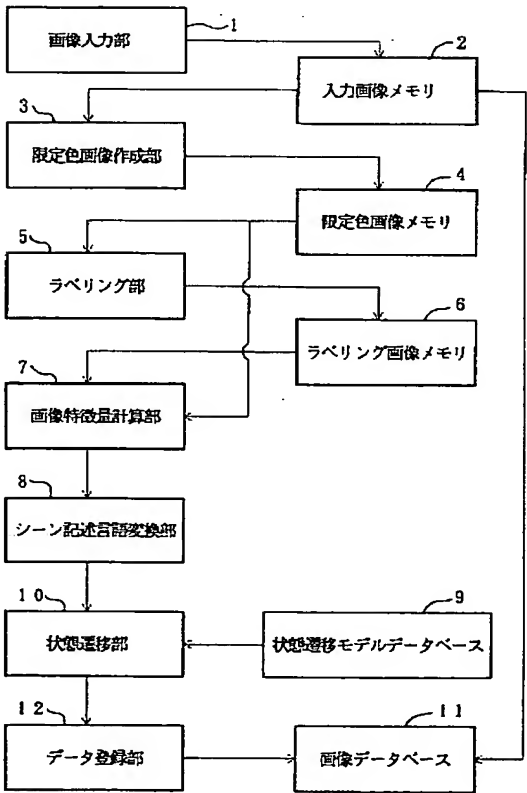 1
画像入力部
2
入力画像メモリ
3
限定色画像作成部
4
限定色画像メモリ
5
ラベリング部
6
ラベリング画像メモリ
7
画像特徴量計算部
8
シーン記述言語変換部
10
状態遷移部
9
状態遷移モデルデータベース
12
データ登録部
11
画像データベース